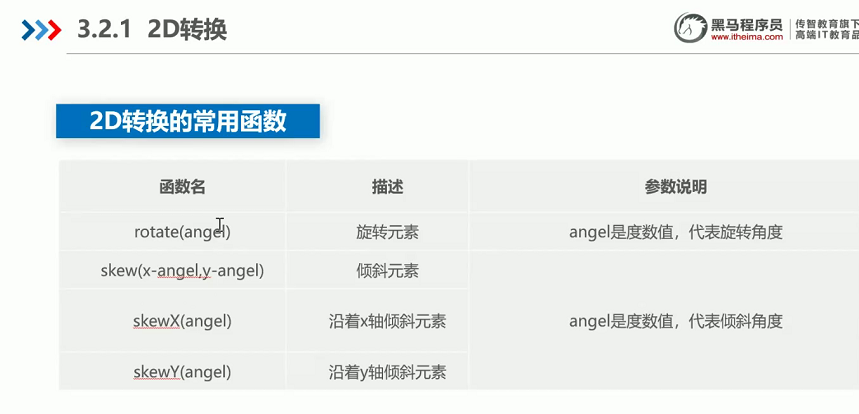 3.2.1 2D转换
黑马程序员
www.itheima.com
传智教育旗下
高端IT教育品
2D转换的常用函数
函数名 描述 参数说明
rotate(angel) 旋转元素 angel是度数值，代表旋转角度
skew(x-angel,y-angel) 倾斜元素
skewX(angel) 沿着x轴倾斜元素 angel是度数值，代表倾斜角度
skewY(angel) 沿着y轴倾斜元素